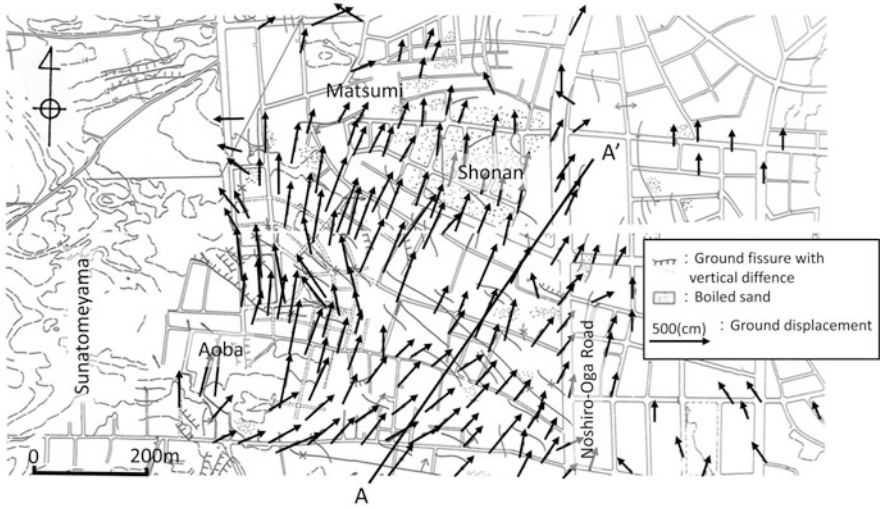 Matsumi
A'
Shonan
: Ground fissure with
vertical diffence
: Boiled sand
500(cm)
: Ground displacement
Sunatomeyama
Aoba
Noshiro-Oga Road
0
200m
A